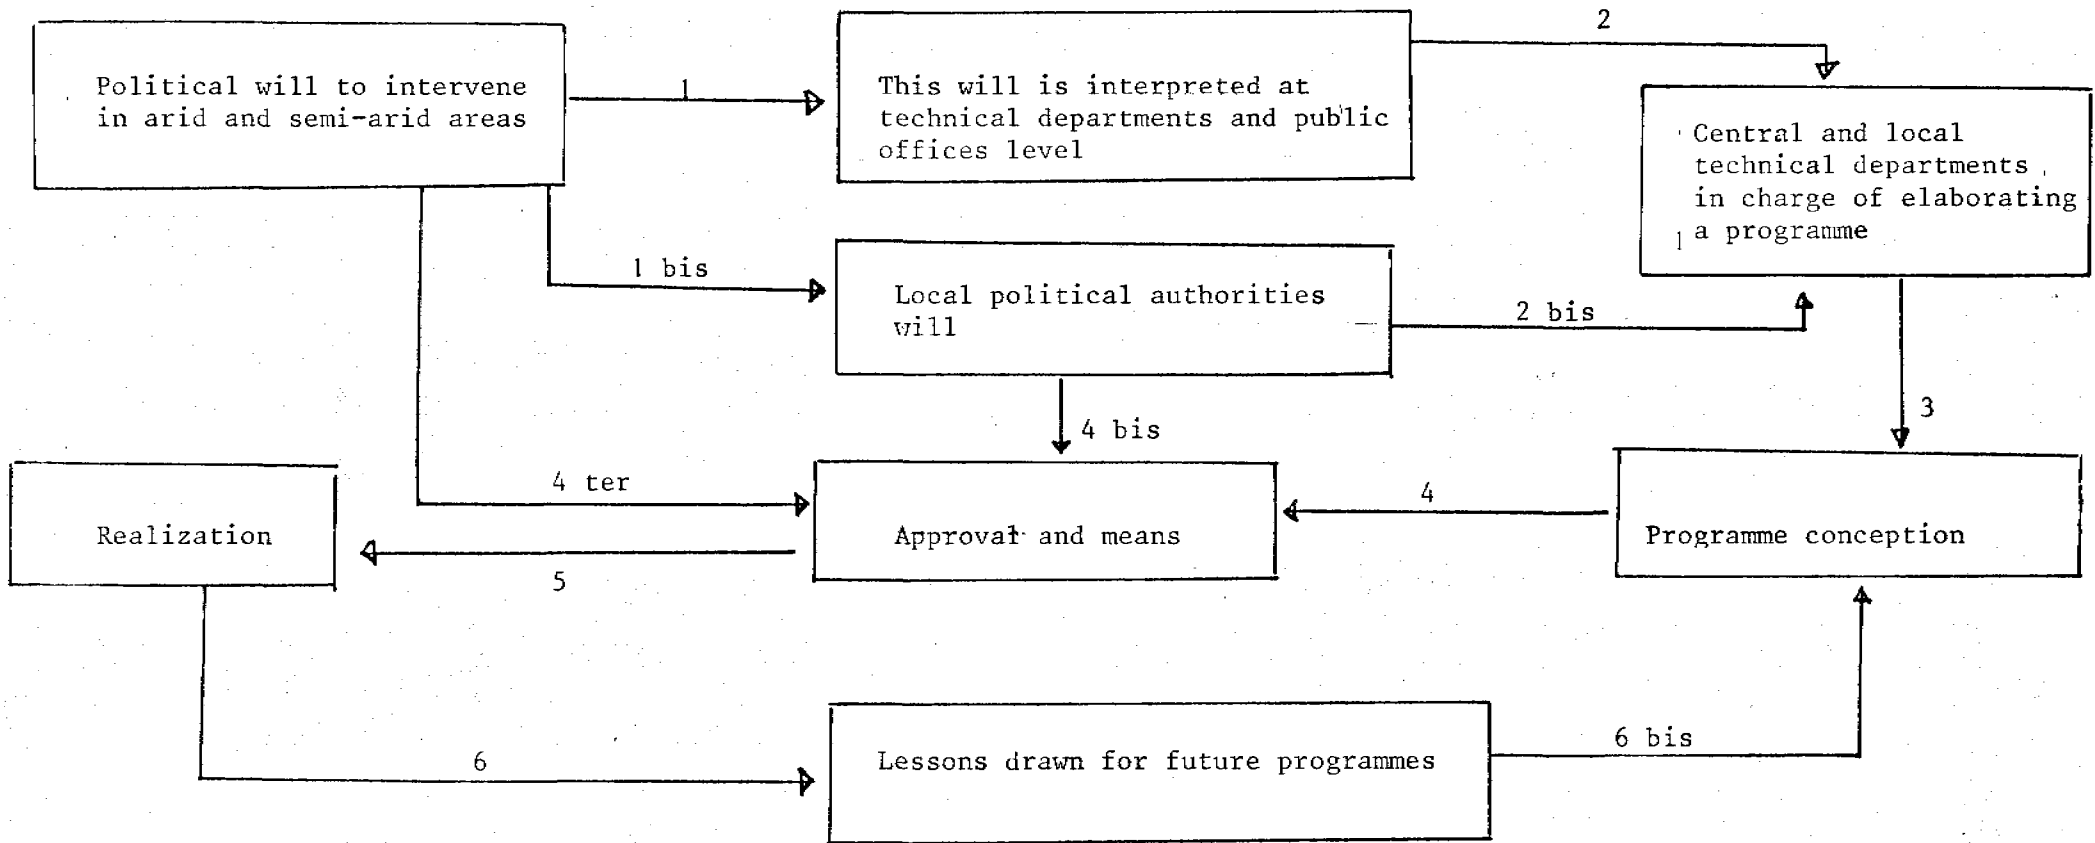 Political will to intervene
in arid and semi-arid areas
1
This will is interpreted at
technical departments and public
offices level
2
Central and local
technical departments
in charge of elaborating
a programme
1 bis
Local political authorities
will
2 bis
3
4 bis
4 ter
4
Realization
Approval and means
Programme conception
5
6
Lessons drawn for future programmes
6 bis